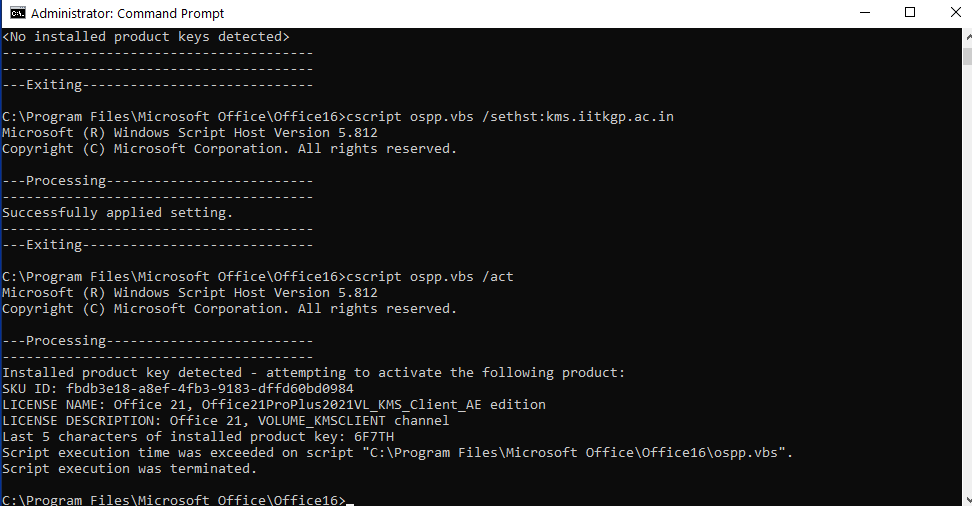 Administrator: Command Prompt
<No installed product keys detected>
---------------------------------------
---------------------------------------
---Exiting-----------------------------
C:\Program Files\Microsoft Office\Office16>cscript ospp.vbs /sethst:kms.iitkgp.ac.in
Microsoft (R) Windows Script Host Version 5.812
Copyright (C) Microsoft Corporation. All rights reserved.
---Processing--------------------------
---------------------------------------
Successfully applied setting.
---------------------------------------
---Exiting-----------------------------
C:\Program Files\Microsoft Office\Office16>cscript ospp.vbs /act
Microsoft (R) Windows Script Host Version 5.812
Copyright (C) Microsoft Corporation. All rights reserved.
---Processing--------------------------
---------------------------------------
Installed product key detected - attempting to activate the following product:
SKU ID: fbdb3e18-a8ef-4fb3-9183-dffd60bd0984
LICENSE NAME: Office 21, Office21ProPlus2021VL_KMS_Client_AE edition
LICENSE DESCRIPTION: Office 21, VOLUME_KMSCLIENT channel
Last 5 characters of installed product key: 6F7TH
Script execution time was exceeded on script "C:\Program Files\Microsoft Office\Office16\ospp.vbs".
Script execution was terminated.
C:\Program Files\Microsoft Office\Office16>_